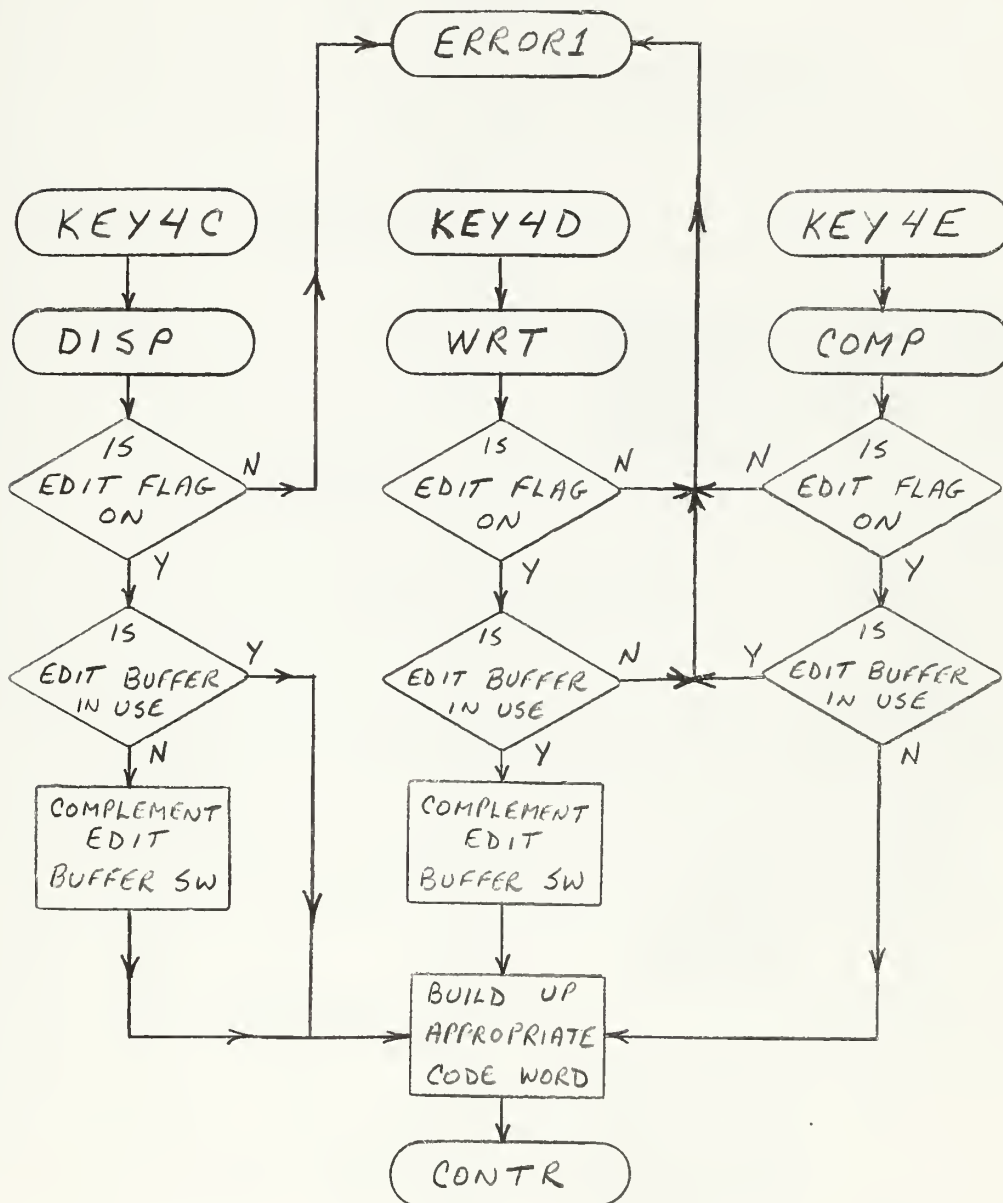 ERROR1
KEY4C
KEY4D
KEY4E
DISP
WRT
COMP
IS
EDIT FLAG
ON
N
Y
IS
EDIT FLAG
ON
N
Y
IS
EDIT FLAG
ON
N
Y
IS
EDIT BUFFER
IN USE
Y
N
IS
EDIT BUFFER
IN USE
N
Y
IS
EDIT BUFFER
IN USE
Y
N
COMPLEMENT
EDIT
BUFFER SW
COMPLEMENT
EDIT
BUFFER SW
BUILD UP
APPROPRIATE
CODE WORD
CONTR